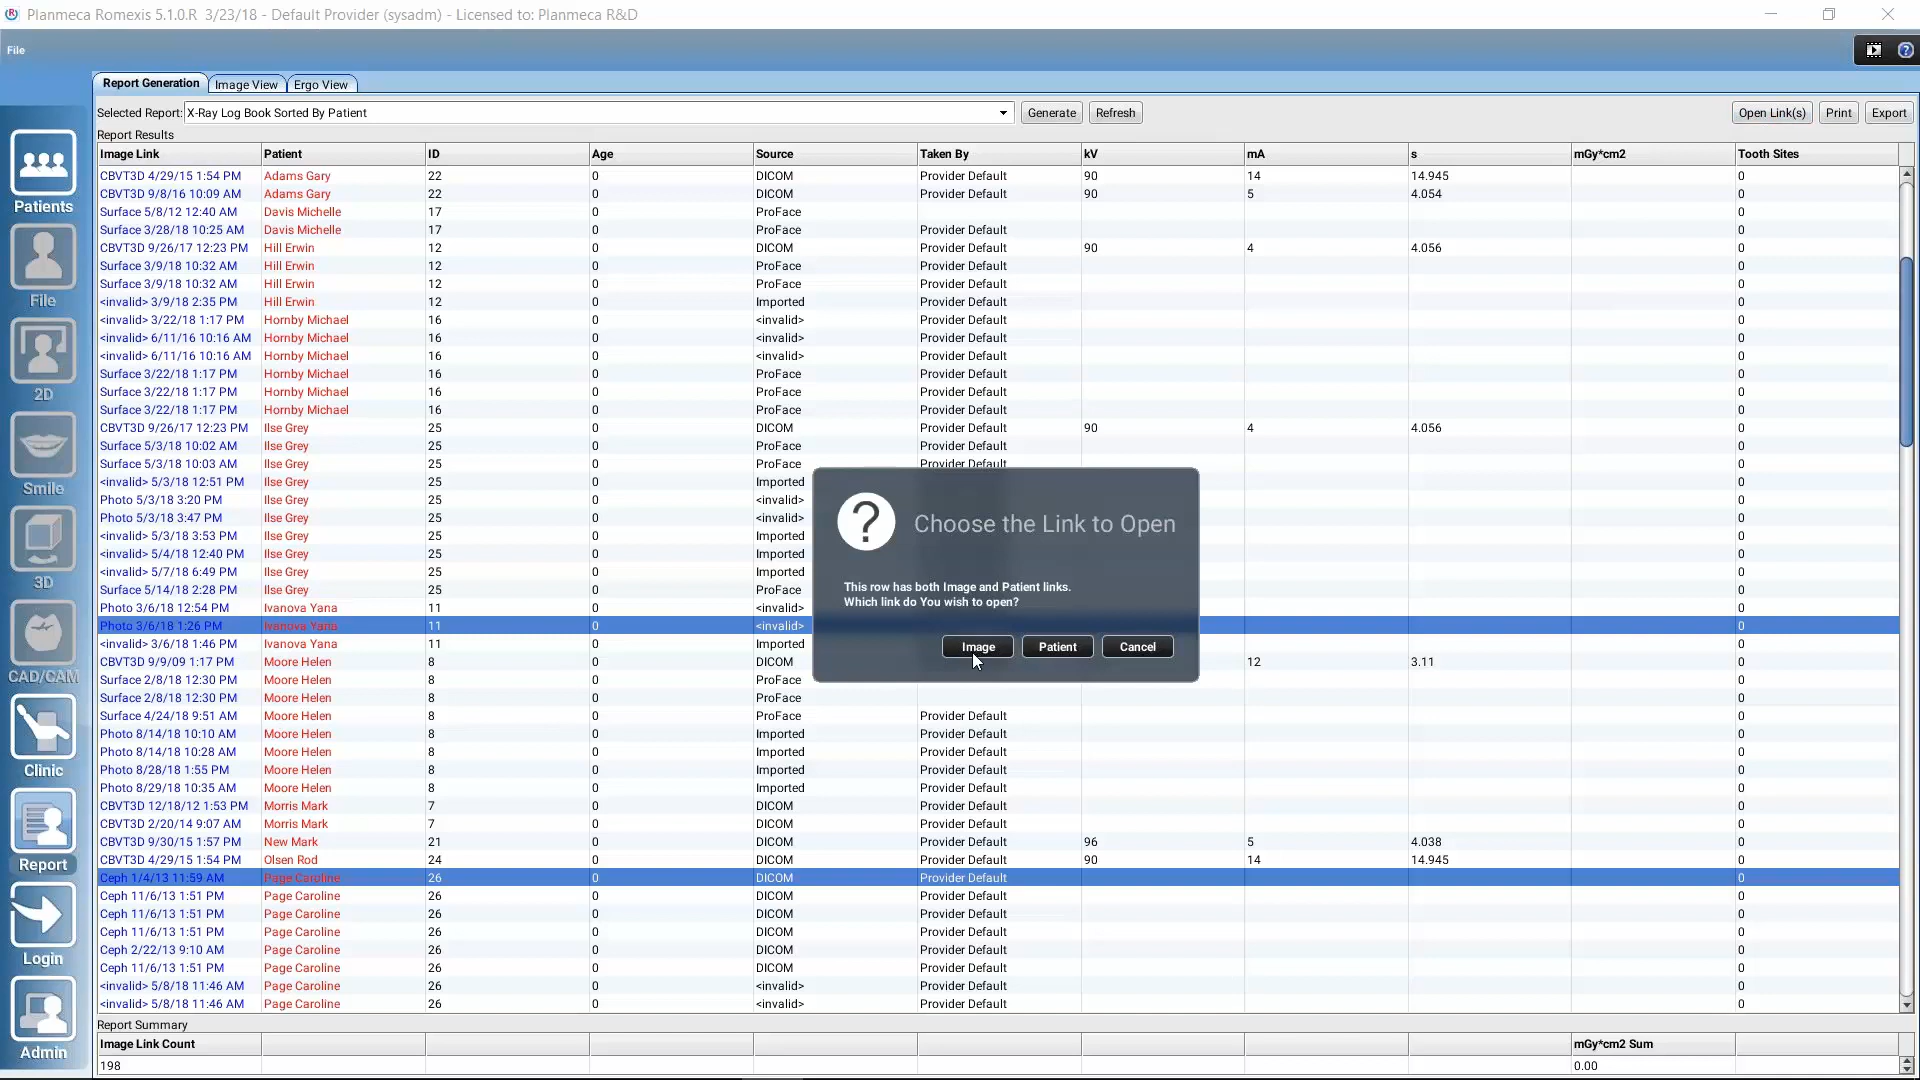 Planmeca Romexis 5.1.0.R 3/23/18 - Default Provider (sysadm) - Licensed to: Planmeca R&D
File
Report Generation Image View Ergo View
Selected Report: X-Ray Log Book Sorted By Patient Generate Refresh Open Link(s) Print Export
Report Results
Image Link Patient ID Age Source Taken By kV mA s mGy*cm2 Tooth Sites
CBVT3D 4/29/15 1:54 PM Adams Gary 22 0 DICOM Provider Default 90 14 14.945 0
CBVT3D 9/8/16 10:09 AM Adams Gary 22 0 DICOM Provider Default 90 5 4.054 0
Surface 5/8/12 12:40 AM Davis Michelle 17 0 ProFace 0
Surface 3/28/18 10:25 AM Davis Michelle 17 0 ProFace Provider Default 0
CBVT3D 9/26/17 12:23 PM Hill Erwin 12 0 DICOM Provider Default 90 4 4.056 0
Surface 3/9/18 10:32 AM Hill Erwin 12 0 ProFace Provider Default 0
Surface 3/9/18 10:32 AM Hill Erwin 12 0 ProFace Provider Default 0
<invalid> 3/9/18 2:35 PM Hill Erwin 12 0 Imported Provider Default 0
<invalid> 3/22/18 1:17 PM Hornby Michael 16 0 <invalid> Provider Default 0
<invalid> 6/11/16 10:16 AM Hornby Michael 16 0 <invalid> Provider Default 0
<invalid> 6/11/16 10:16 AM Hornby Michael 16 0 <invalid> Provider Default 0
Surface 3/22/18 1:17 PM Hornby Michael 16 0 ProFace Provider Default 0
Surface 3/22/18 1:17 PM Hornby Michael 16 0 ProFace Provider Default 0
Surface 3/22/18 1:17 PM Hornby Michael 16 0 ProFace Provider Default 0
CBVT3D 9/26/17 12:23 PM Ilse Grey 25 0 DICOM Provider Default 90 4 4.056 0
Surface 5/3/18 10:02 AM Ilse Grey 25 0 ProFace Provider Default 0
Surface 5/3/18 10:03 AM Ilse Grey 25 0 ProFace Provider Default 0
<invalid> 5/3/18 12:51 PM Ilse Grey 25 0 Imported 0
Photo 5/3/18 3:20 PM Ilse Grey 25 0 <invalid> 0
Photo 5/3/18 3:47 PM Ilse Grey 25 0 <invalid> 0
<invalid> 5/3/18 3:53 PM Ilse Grey 25 0 Imported 0
<invalid> 5/4/18 12:40 PM Ilse Grey 25 0 Imported 0
<invalid> 5/7/18 6:49 PM Ilse Grey 25 0 Imported 0
Surface 5/14/18 2:28 PM Ilse Grey 25 0 ProFace 0
Photo 3/6/18 12:54 PM Ivanova Yana 11 0 <invalid> 0
Photo 3/6/18 1:26 PM Ivanova Yana 11 0 <invalid> 0
<invalid> 3/6/18 1:46 PM Ivanova Yana 11 0 Imported 0
CBVT3D 9/9/09 1:17 PM Moore Helen 8 0 DICOM 12 3.11 0
Surface 2/8/18 12:30 PM Moore Helen 8 0 ProFace 0
Surface 2/8/18 12:30 PM Moore Helen 8 0 ProFace 0
Surface 4/24/18 9:51 AM Moore Helen 8 0 ProFace Provider Default 0
Photo 8/14/18 10:10 AM Moore Helen 8 0 Imported Provider Default 0
Photo 8/14/18 10:28 AM Moore Helen 8 0 Imported Provider Default 0
Photo 8/28/18 1:55 PM Moore Helen 8 0 Imported Provider Default 0
Photo 8/29/18 10:35 AM Moore Helen 8 0 Imported Provider Default 0
CBVT3D 12/18/12 1:53 PM Morris Mark 7 0 DICOM Provider Default 0
CBVT3D 2/20/14 9:07 AM Morris Mark 7 0 DICOM Provider Default 0
CBVT3D 9/30/15 1:57 PM New Mark 21 0 DICOM Provider Default 96 5 4.038 0
CBVT3D 4/29/15 1:54 PM Olsen Rod 24 0 DICOM Provider Default 90 14 14.945 0
Ceph 1/4/13 11:59 AM Page Caroline 26 0 DICOM Provider Default 0
Ceph 11/6/13 1:51 PM Page Caroline 26 0 DICOM Provider Default 0
Ceph 11/6/13 1:51 PM Page Caroline 26 0 DICOM Provider Default 0
Ceph 11/6/13 1:51 PM Page Caroline 26 0 DICOM Provider Default 0
Ceph 2/22/13 9:10 AM Page Caroline 26 0 DICOM Provider Default 0
Ceph 11/6/13 1:51 PM Page Caroline 26 0 DICOM Provider Default 0
<invalid> 5/8/18 11:46 AM Page Caroline 26 0 <invalid> Provider Default 0
<invalid> 5/8/18 11:46 AM Page Caroline 26 0 <invalid> Provider Default 0
Report Summary
Image Link Count mGy*cm2 Sum
198 0.00
Patients
File
2D
Smile
3D
CAD/CAM
Clinic
Report
Login
Admin
Choose the Link to Open
This row has both Image and Patient links.
Which link do You wish to open?
Image Patient Cancel